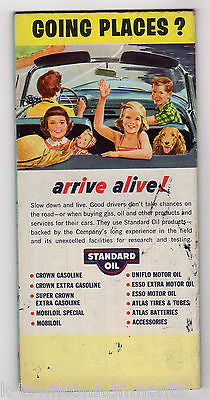 GOING PLACES?
arrive alive!
Slow down and live. Good drivers don't take chances
on the road—or when buying gas, oil and other products and
services for their cars. They use Standard Oil products—
backed by the Company's long experience in the field
and its unexcelled facilities for research and testing.
STANDARD
OIL
• CROWN GASOLINE
• CROWN EXTRA GASOLINE
• SUPER CROWN
EXTRA GASOLINE
• MOBILOIL SPECIAL
• MOBILOIL
• UNIFLO MOTOR OIL
• ESSO EXTRA MOTOR OIL
• ESSO MOTOR OIL
• ATLAS TIRES & TUBES
• ATLAS BATTERIES
• ACCESSORIES